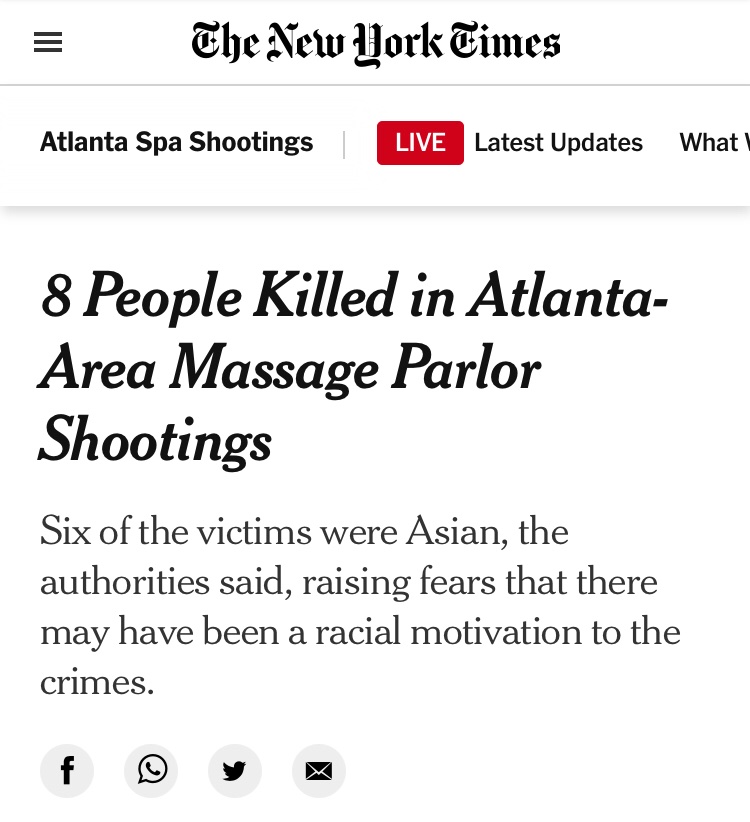 The New York Times
Atlanta Spa Shootings | LIVE Latest Updates What
8 People Killed in Atlanta-
Area Massage Parlor
Shootings
Six of the victims were Asian, the
authorities said, raising fears that there
may have been a racial motivation to the
crimes.